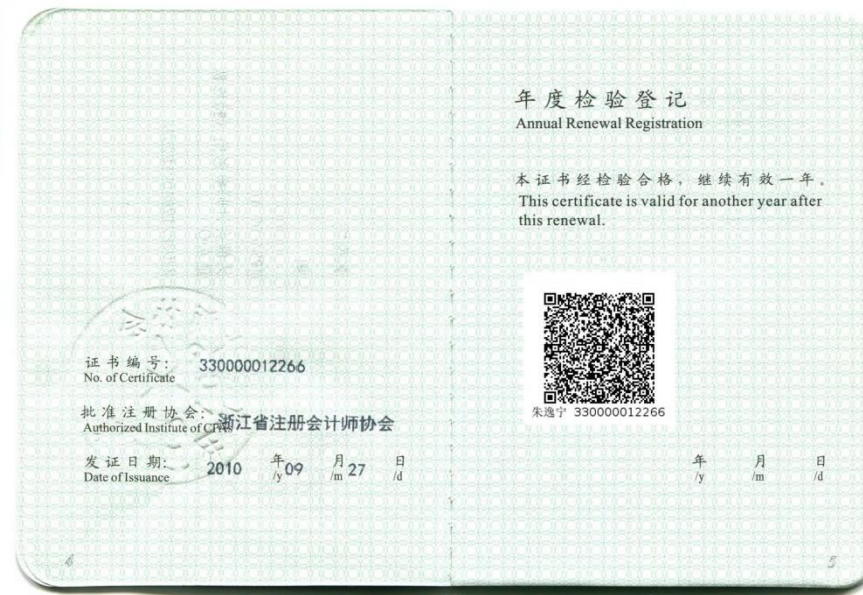 证书编号: 330000012266
No. of Certificate
批准注册协会: 浙江省注册会计师协会
Authorized Institute of CPAs
发证日期: 2010 年 09 月 27 日
Date of Issuance /y /m /d
年度检验登记
Annual Renewal Registration
本证书经检验合格，继续有效一年。
This certificate is valid for another year after
this renewal.
朱逸宁 330000012266
年 月 日
/y /m /d
5